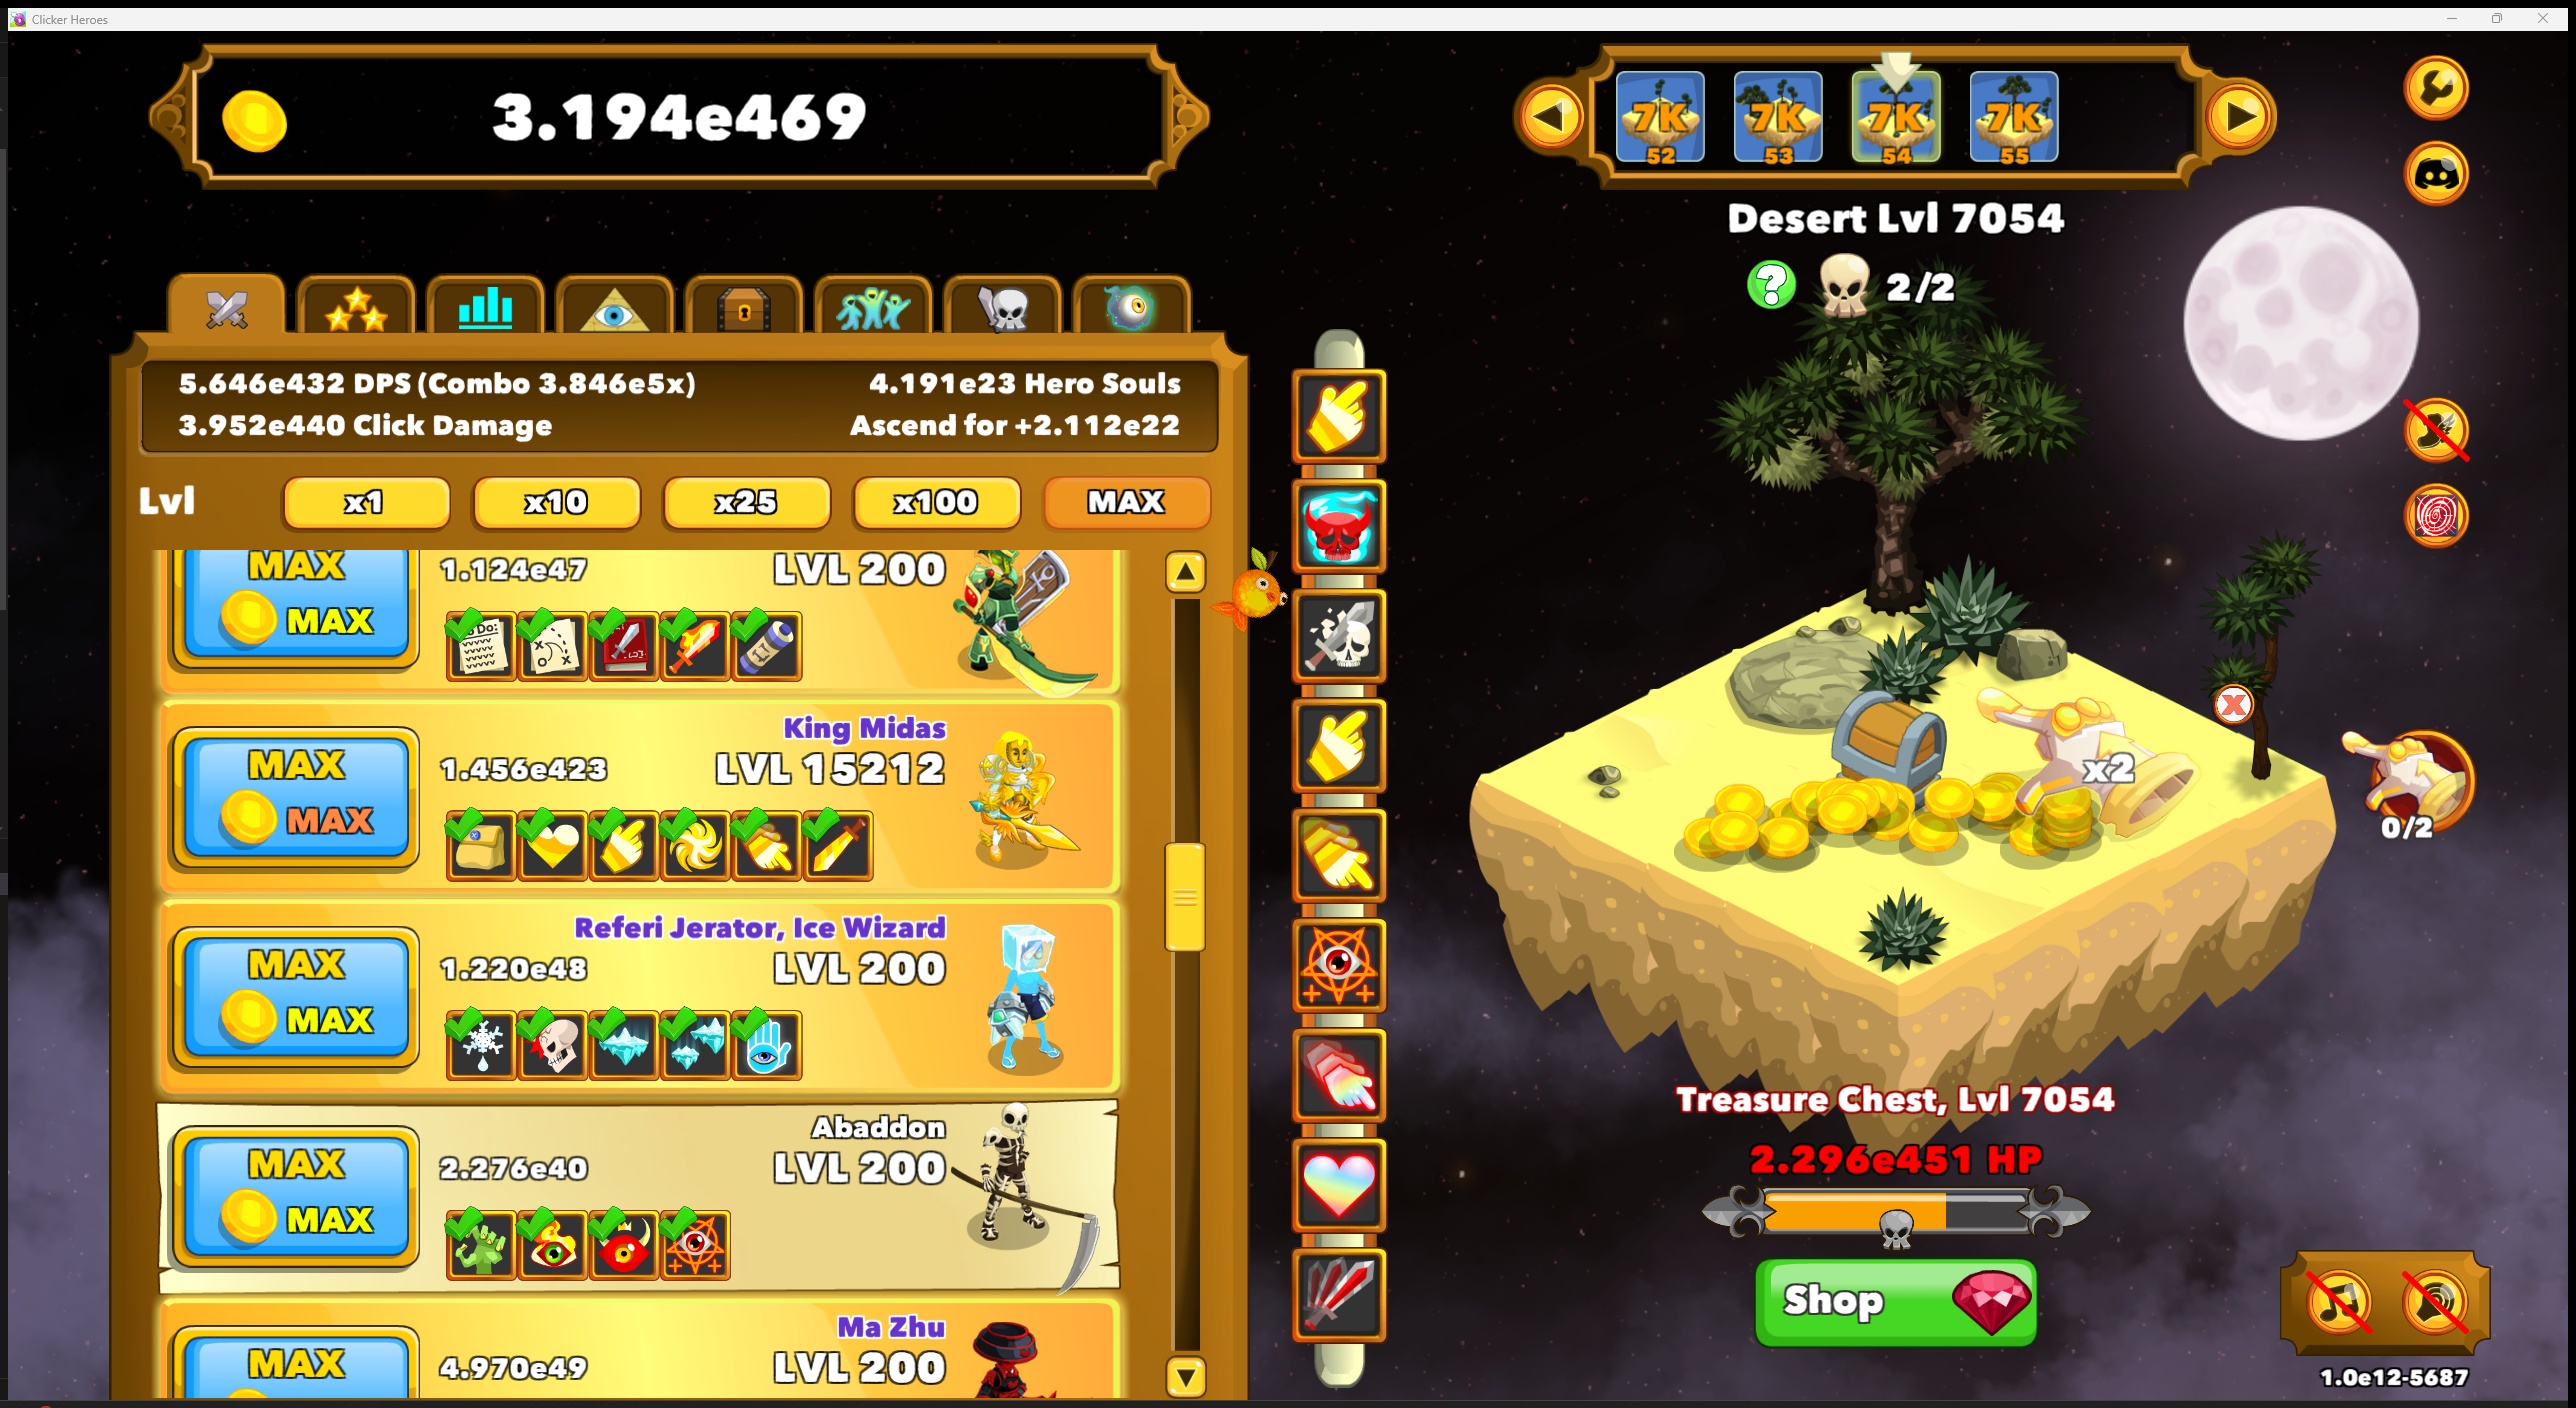 Clicker Heroes
3.194e469
7K 7K 7K 7K
52 53 54 55
Desert Lvl 7054
2/2
5.646e432 DPS (Combo 3.846e5x)
4.191e23 Hero Souls
3.952e440 Click Damage
Ascend for +2.112e22
Lvl
x1
x10
x25
x100
MAX
MAX
MAX
1.124e47
LVL 200
MAX
MAX
1.456e423
King Midas
LVL 15212
MAX
MAX
1.220e48
Referi Jerator, Ice Wizard
LVL 200
MAX
MAX
2.276e40
Abaddon
LVL 200
MAX
4.970e49
Ma Zhu
LVL 200
x2
0/2
Treasure Chest, Lvl 7054
2.296e451 HP
Shop
1.0e12-5687